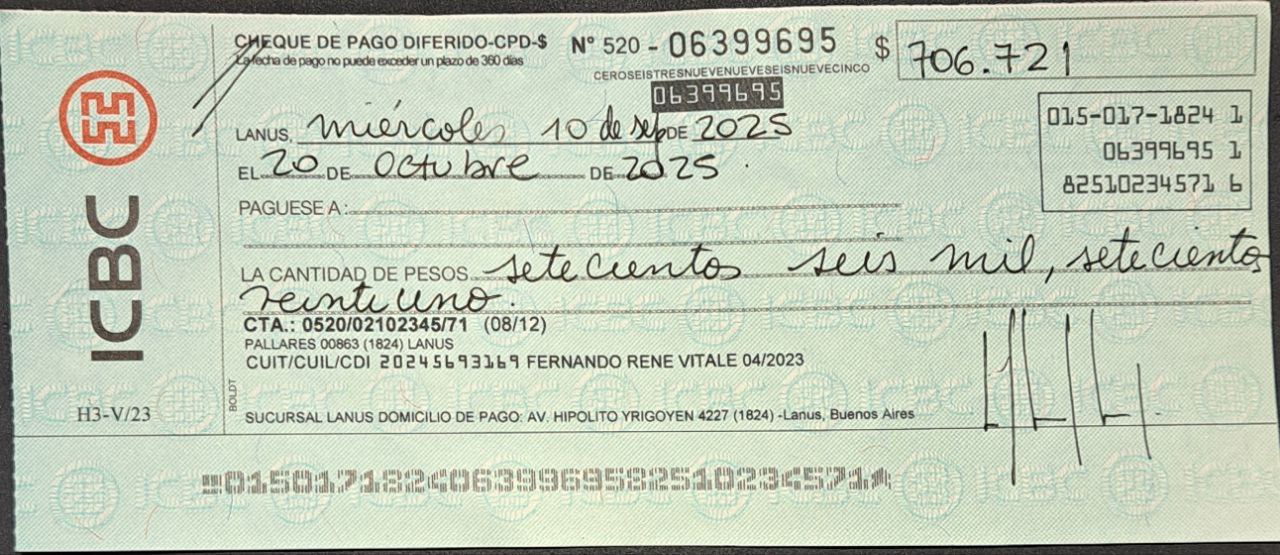 CHEQUE DE PAGO DIFERIDO-CPD-$ Nº 520 - 06399695 $ 706.721
La fecha de pago no puede exceder un plazo de 360 días
CEROSEISTRESNUEVENUEVESEISNUEVECINCO
06399695
015-017-1824 1
06399695 1
82510234571 6
LANUS, miércoles 10 de sep DE 2025
EL 20 DE Octubre DE 2025
PAGUESE A:
LA CANTIDAD DE PESOS setecientos seis mil, setecientos
veintiuno.
CTA.: 0520/02102345/71 (08/12)
PALLARES 00863 (1824) LANUS
CUIT/CUIL/CDI 20245693169 FERNANDO RENE VITALE 04/2023
SUCURSAL LANUS DOMICILIO DE PAGO: AV. HIPOLITO YRIGOYEN 4227 (1824) -Lanus, Buenos Aires
ICBC
H3-V/23
BOLDT
01501718240639969582510234571